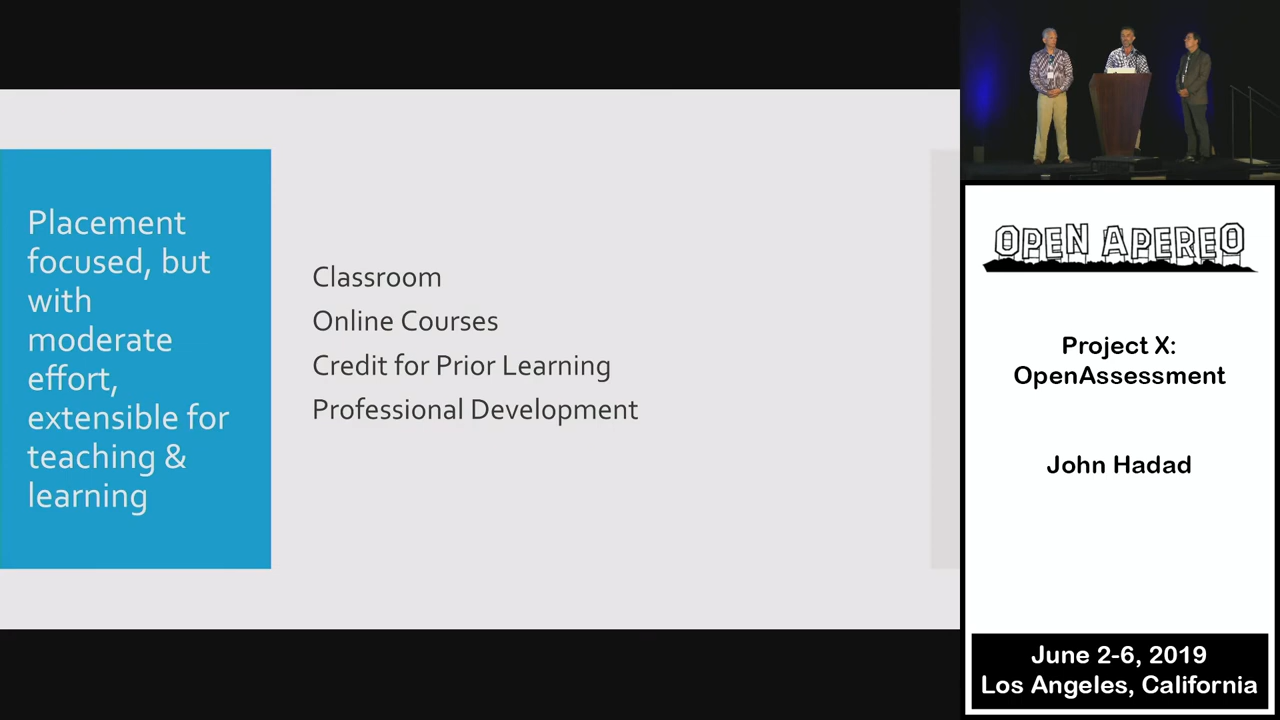 Placement
focused, but
with
moderate
effort,
extensible for
teaching &
learning
Classroom
Online Courses
Credit for Prior Learning
Professional Development
OPEN APEREO
Project X:
OpenAssessment
John Hadad
June 2-6, 2019
Los Angeles, California